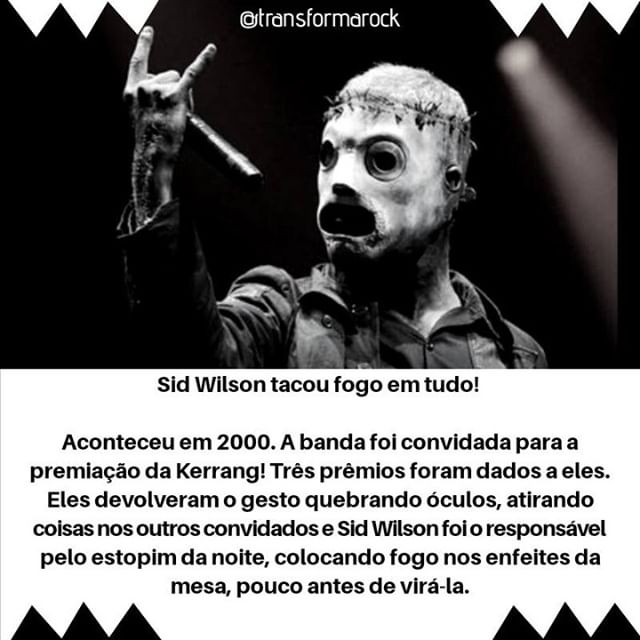 @transformarock
Sid Wilson tacou fogo em tudo!
Aconteceu em 2000. A banda foi convidada para a
premiação da Kerrang! Três prêmios foram dados a eles.
Eles devolveram o gesto quebrando óculos, atirando
coisas nos outros convidados e Sid Wilson foi o responsável
pelo estopim da noite, colocando fogo nos enfeites da
mesa, pouco antes de virá-la.